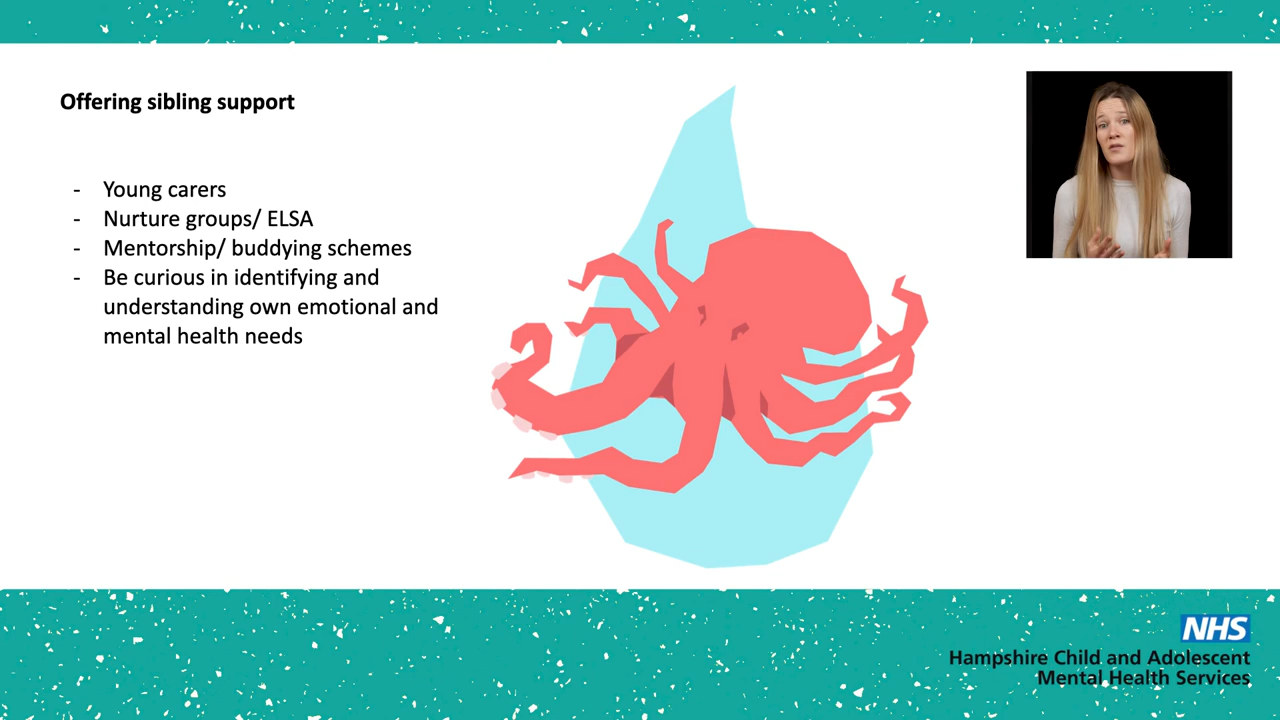 Offering sibling support
- Young carers
- Nurture groups/ ELSA
- Mentorship/ buddying schemes
- Be curious in identifying and
understanding own emotional and
mental health needs
NHS
Hampshire Child and Adolescent
Mental Health Services